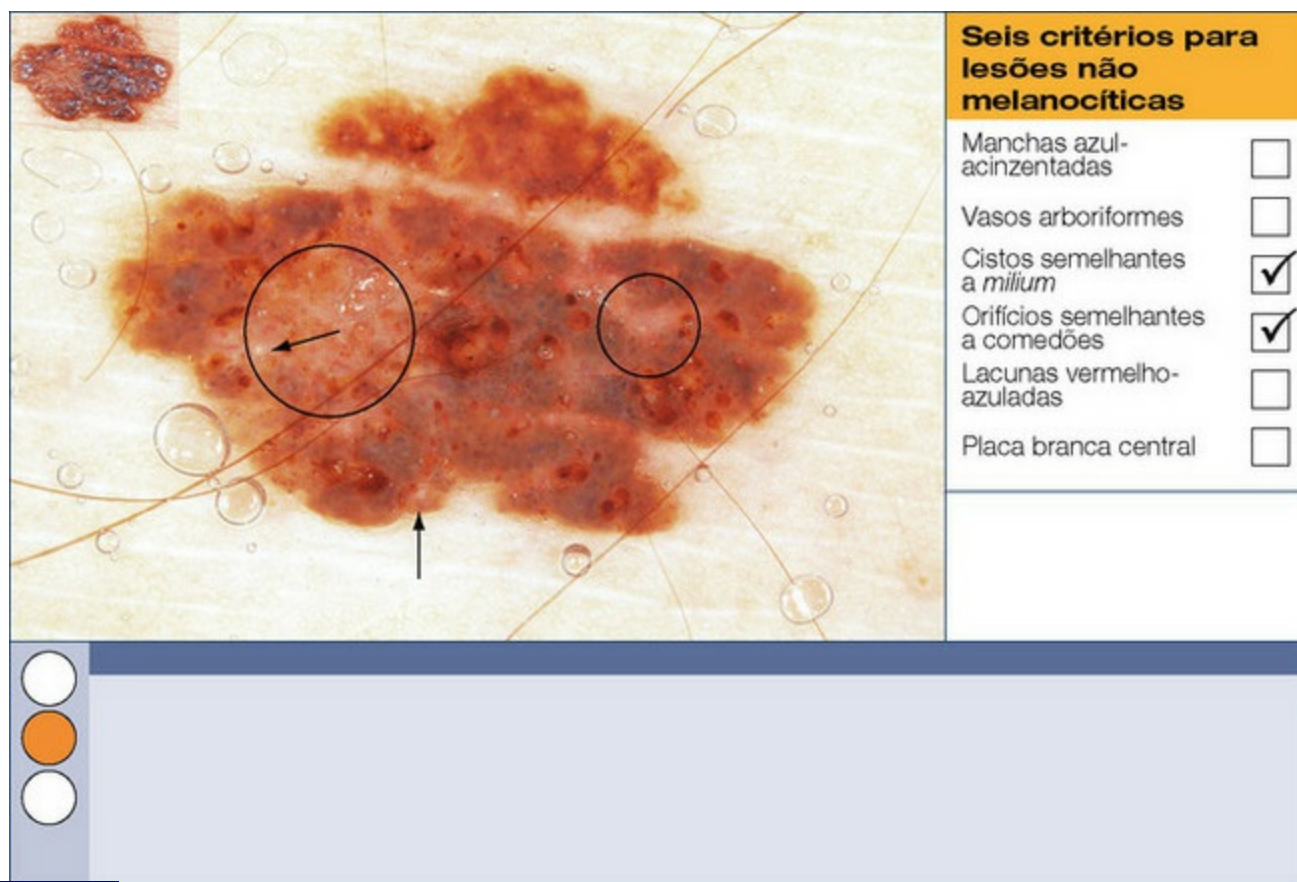 Seis critérios para
lesões não
melanocíticas
Manchas azul-
acinzentadas
Vasos arboriformes
Cistos semelhantes
a milium
Orifícios semelhantes
a comedões
Lacunas vermelho-
azuladas
Placa branca central